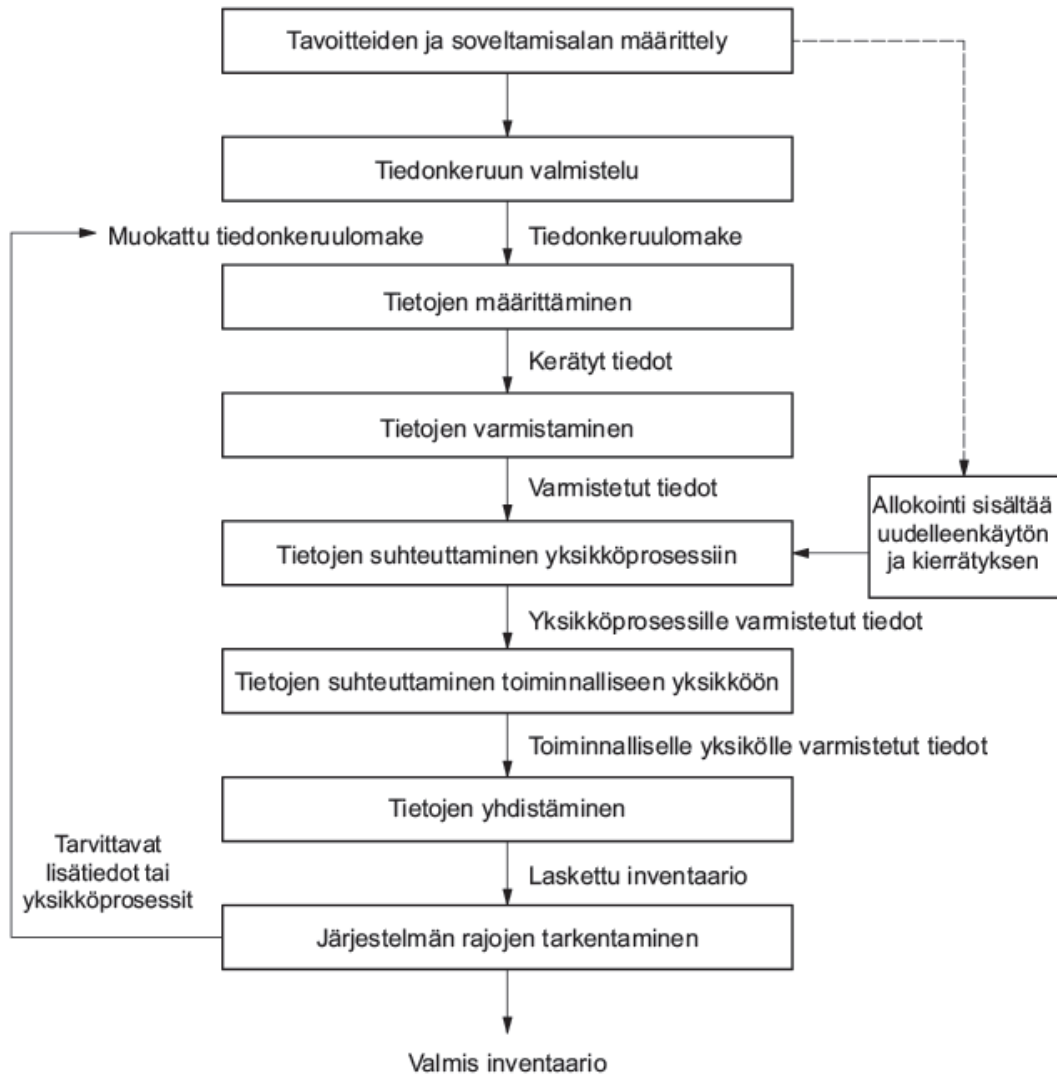 Tavoitteiden ja soveltamisalan määrittely
Tiedonkeruun valmistelu
Muokattu tiedonkeruulomake
Tiedonkeruulomake
Tietojen määrittäminen
Kerätyt tiedot
Tietojen varmistaminen
Varmistetut tiedot
Allokointi sisältää
uudelleenkäytön
ja kierrätyksen
Tietojen suhteuttaminen yksikköprosessiin
Yksikköprosessille varmistetut tiedot
Tietojen suhteuttaminen toiminnalliseen yksikköön
Toiminnalliselle yksikölle varmistetut tiedot
Tietojen yhdistäminen
Tarvittavat
lisätiedot tai
yksikköprosessit
Laskettu inventaario
Järjestelmän rajojen tarkentaminen
Valmis inventaario